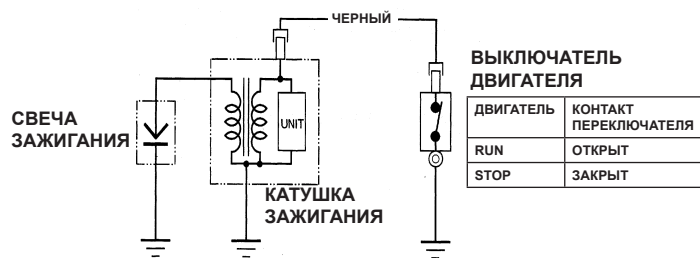 ЧЕРНЫЙ
ВЫКЛЮЧАТЕЛЬ
ДВИГАТЕЛЯ
ДВИГАТЕЛЬ КОНТАКТ
ПЕРЕКЛЮЧАТЕЛЯ
RUN ОТКРЫТ
STOP ЗАКРЫТ
СВЕЧА
ЗАЖИГАНИЯ
UNIT
КАТУШКА
ЗАЖИГАНИЯ